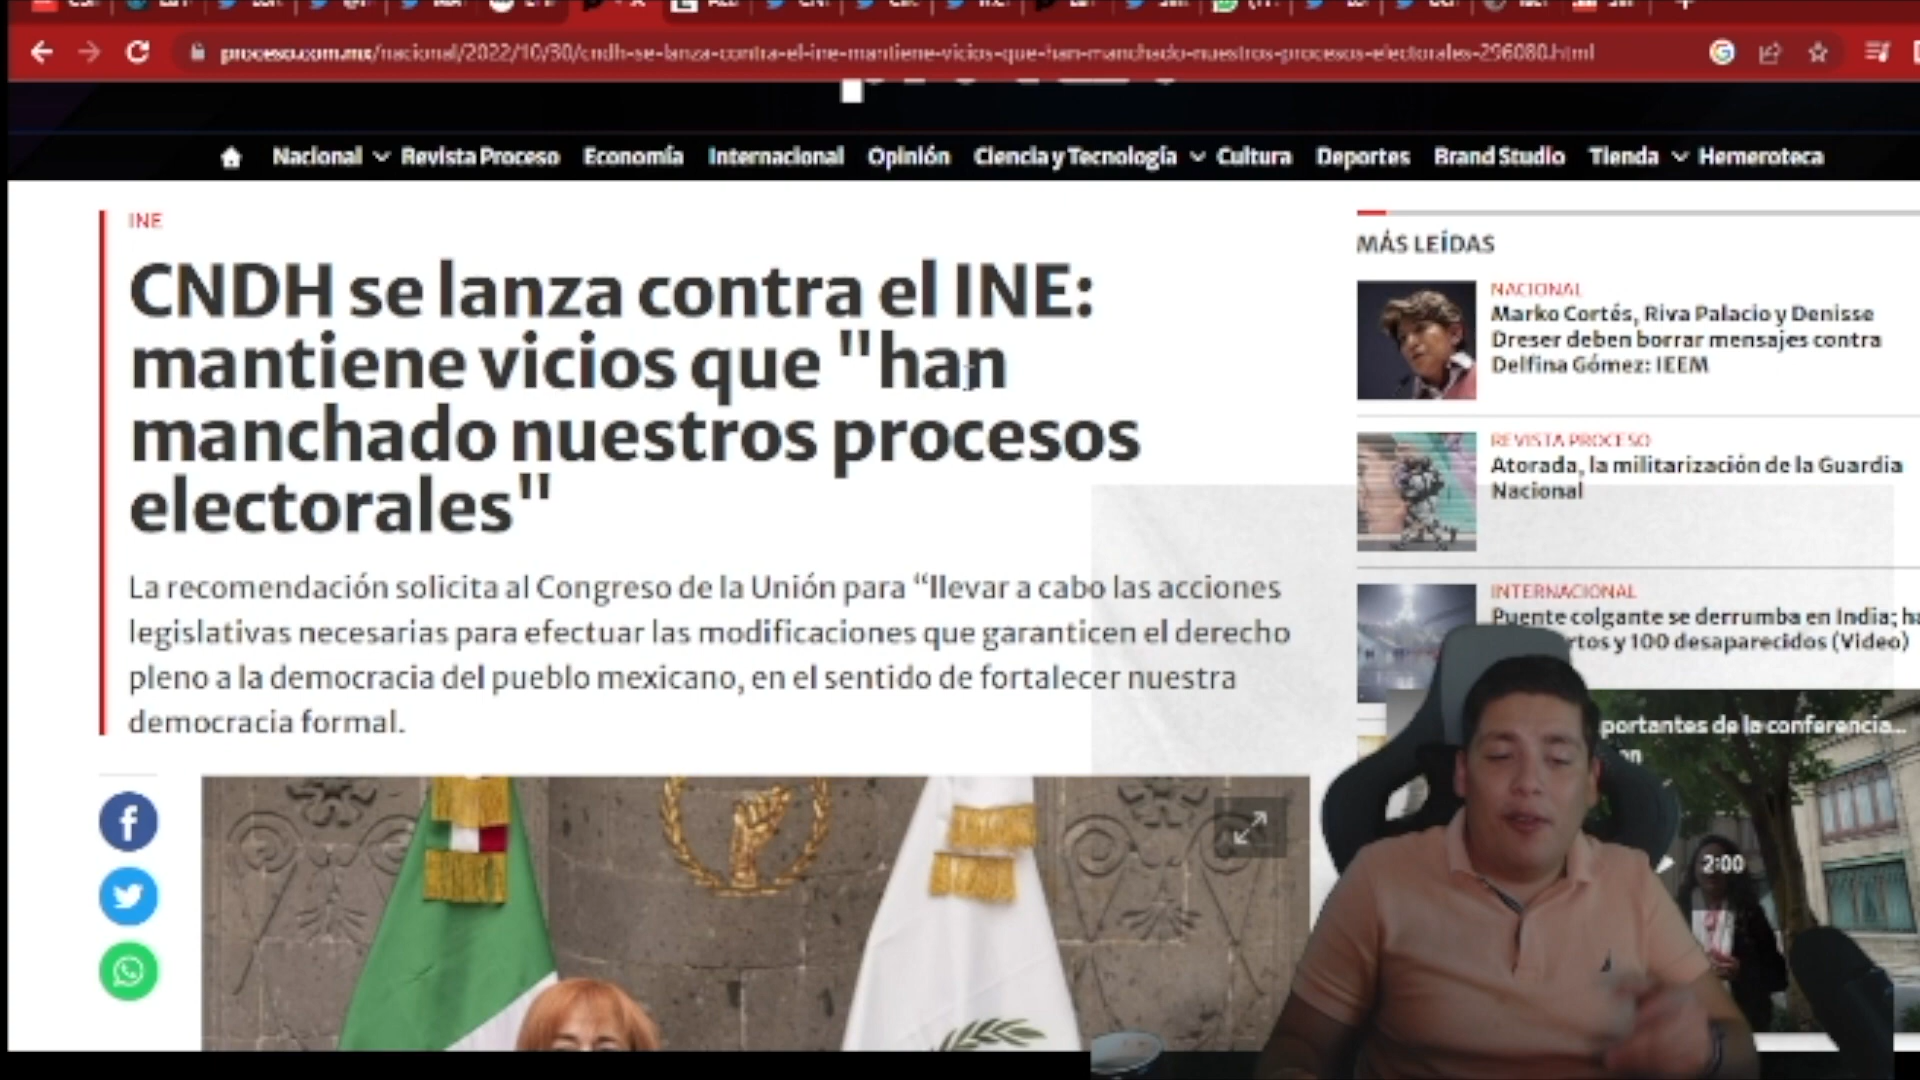 proceso.com.mx/nacional/2022/10/30/cndh-se-lanza-contra-el-ine-mantiene-vicios-que-han-manchado-nuestros-procesos-electorales-296080.html
Nacional Revista Proceso Economía Internacional Opinión Ciencia y Tecnología Cultura Deportes Brand Studio Tienda Hemeroteca
INE
CNDH se lanza contra el INE:
mantiene vicios que "han
manchado nuestros procesos
electorales"
La recomendación solicita al Congreso de la Unión para “llevar a cabo las acciones
legislativas necesarias para efectuar las modificaciones que garanticen el derecho
pleno a la democracia del pueblo mexicano, en el sentido de fortalecer nuestra
democracia formal.
MÁS LEÍDAS
NACIONAL
Marko Cortés, Riva Palacio y Denisse
Dreser deben borrar mensajes contra
Delfina Gómez: IEEM
REVISTA PROCESO
Atorada, la militarización de la Guardia
Nacional
INTERNACIONAL
Puente colgante se derrumba en India;
y 100 desaparecidos (Video)
de la conferencia...
2:00